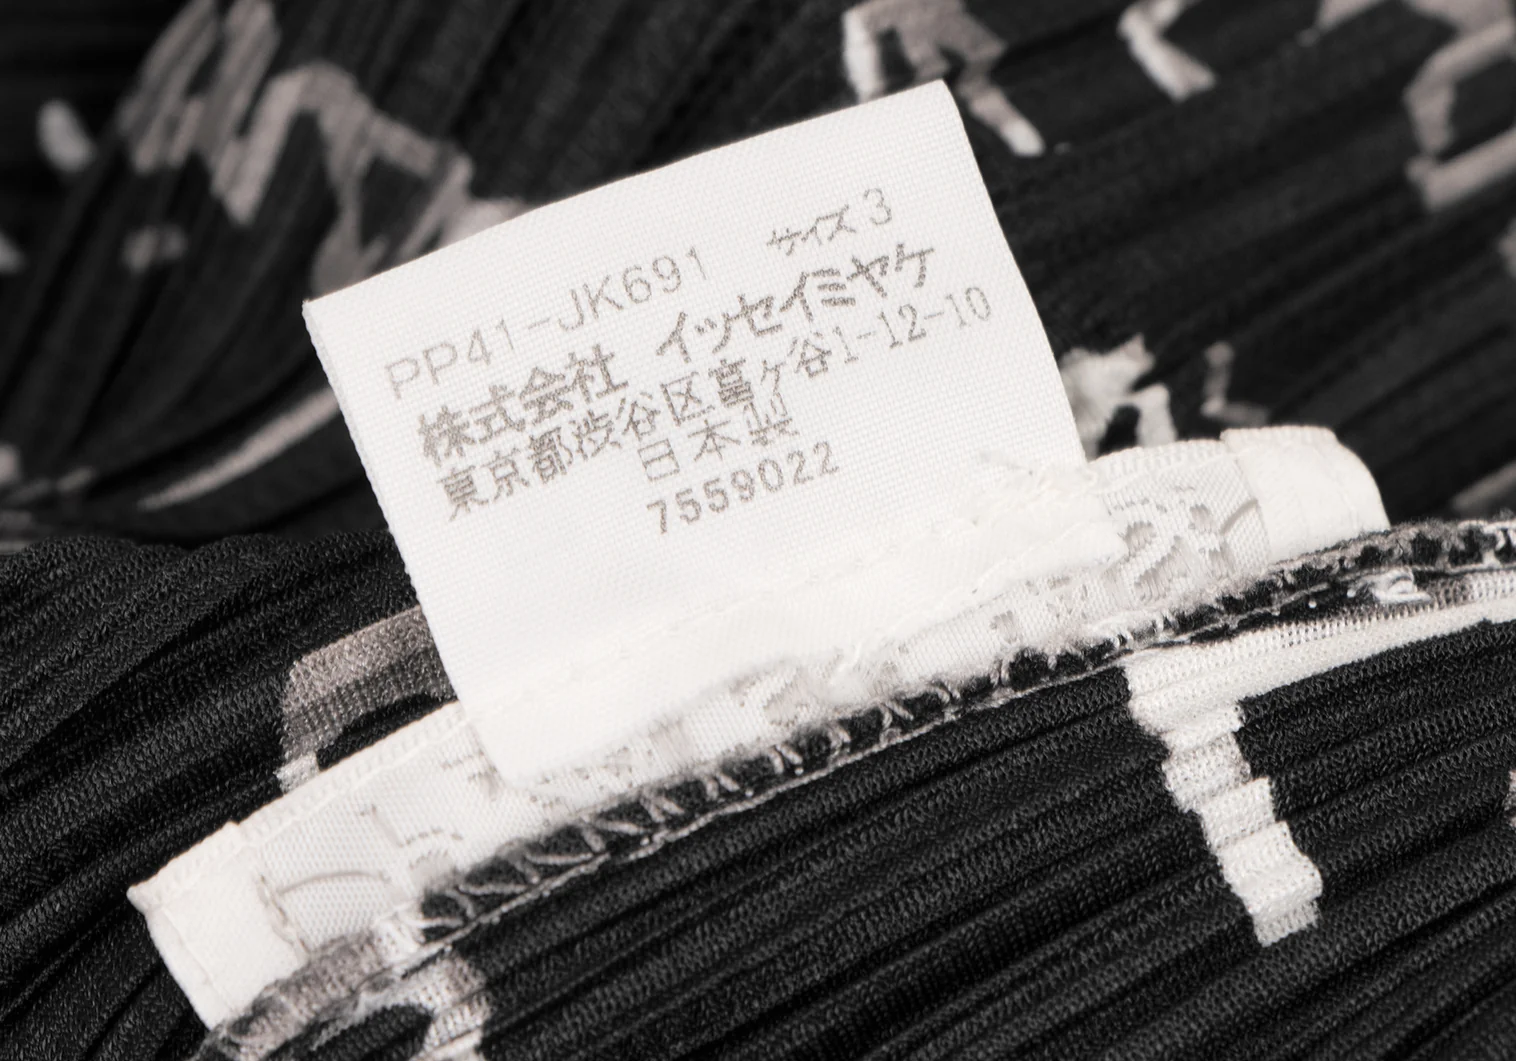 PP41-JK691 サイズ 3
株式会社 イッセイミヤケ
東京都渋谷区富ヶ谷1-12-10
日本製
7559022